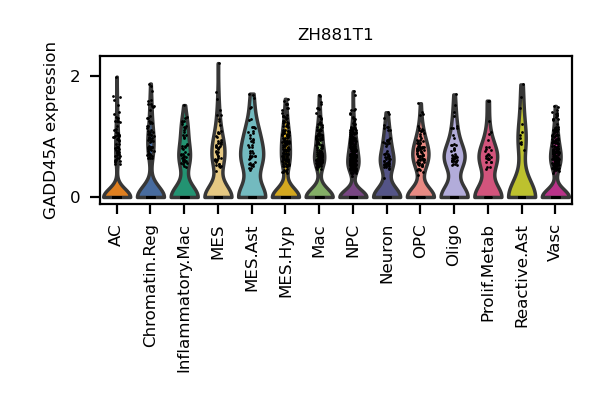 ZH881T1
GADD45A expression
2
0
AC
Chromatin.Reg
Inflammatory.Mac
MES
MES.Ast
MES.Hyp
Mac
NPC
Neuron
OPC
Oligo
Prolif.Metab
Reactive.Ast
Vasc